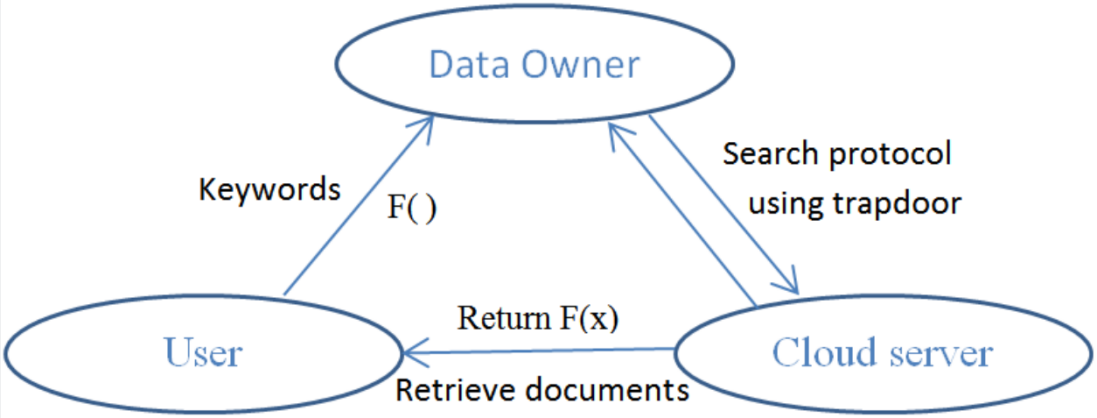 Data Owner
Search protocol
using trapdoor
Keywords
F( )
Return F(x)
User
Cloud server
Retrieve documents